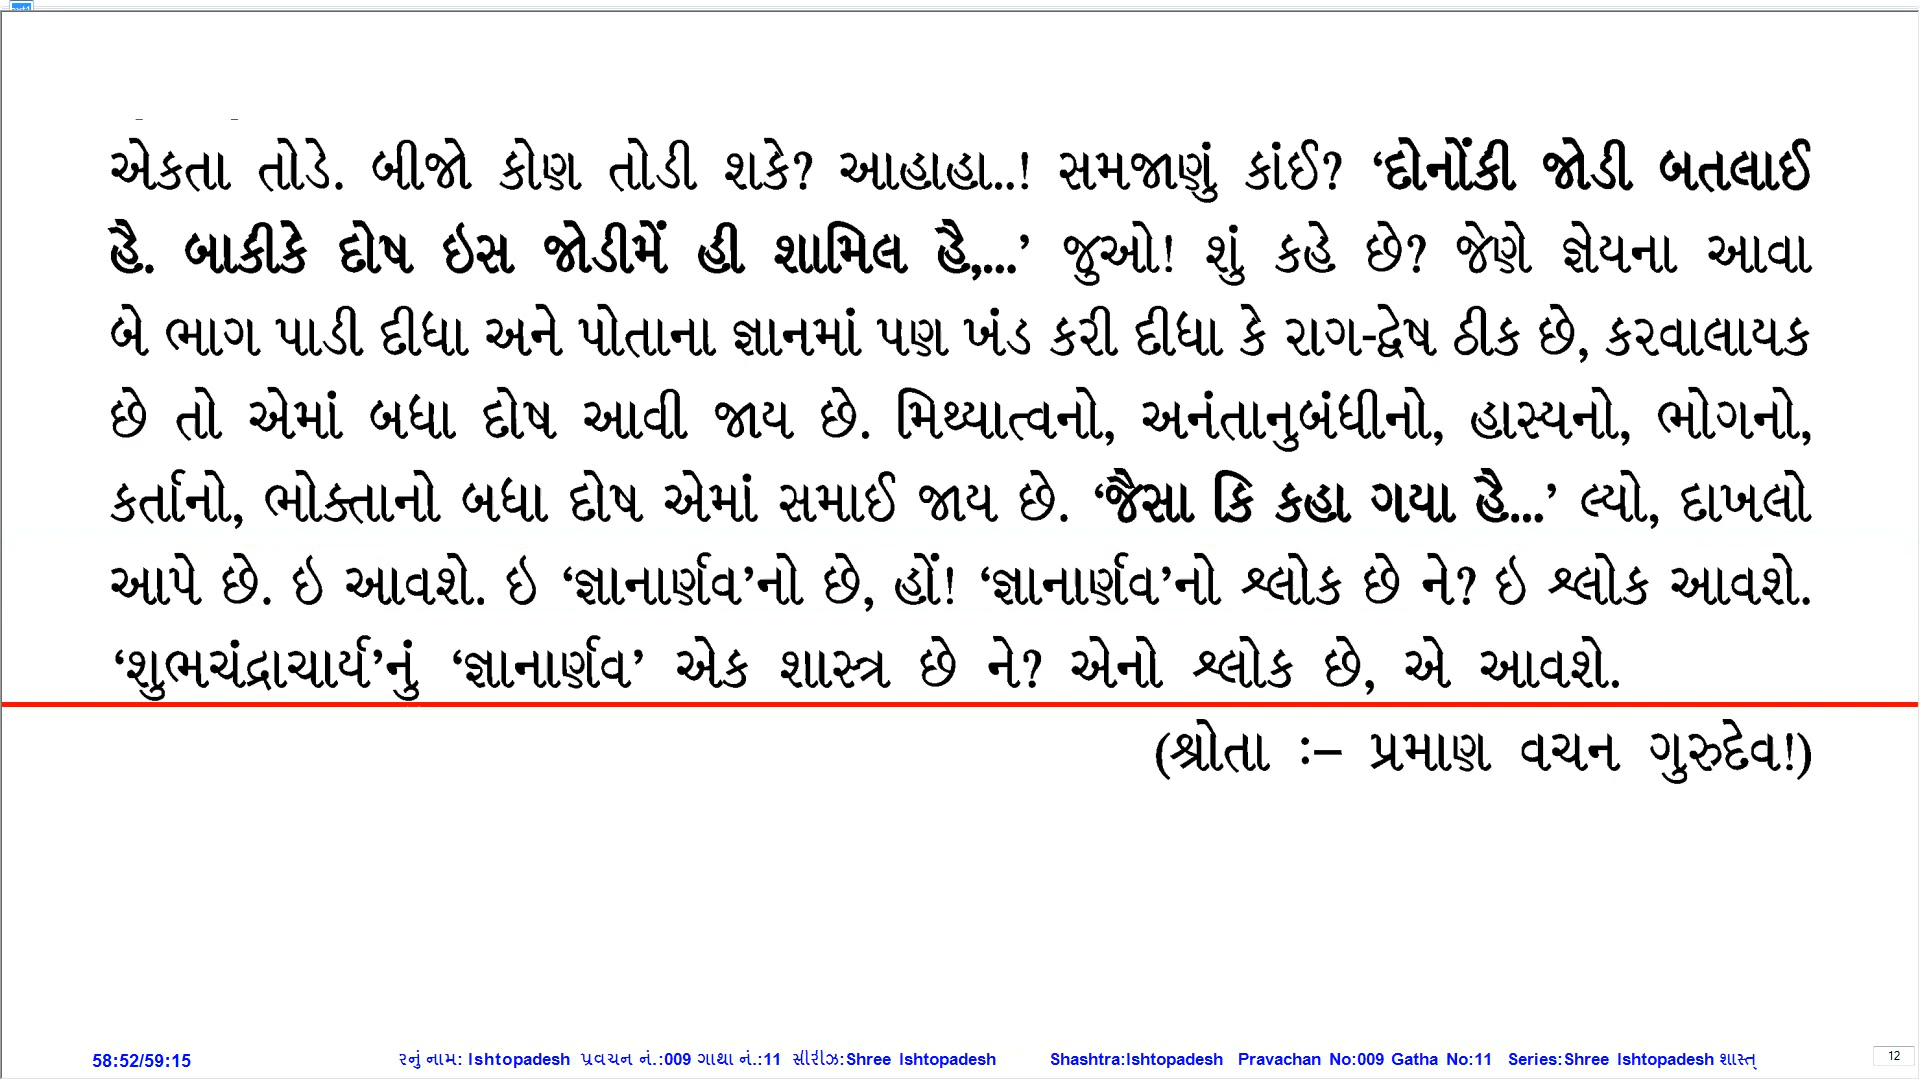 એકતા તોડે. બીજો કોણ તોડી શકે? આહાહા..! સમજાણું કાંઈ? ‘દોનોંકી જોડી બતલાઈ
હૈ. બાકીકે દોષ ઇસ જોડીમેં હી શામિલ હૈ,...’ જુઓ! શું કહે છે? જેણે જ્ઞેયના આવા
બે ભાગ પાડી દીધા અને પોતાના જ્ઞાનમાં પણ ખંડ કરી દીધા કે રાગ-દ્વેષ ઠીક છે, કરવાલાયક
છે તો એમાં બધા દોષ આવી જાય છે. મિથ્યાત્વનો, અનંતાનુબંધીનો, હાસ્યનો, ભોગનો,
કર્તાનો, ભોક્તાનો બધા દોષ એમાં સમાઈ જાય છે. ‘જૈસા કિ કહા ગયા હૈ...’ લ્યો, દાખલો
આપે છે. ઇ આવશે. ઇ ‘જ્ઞાનાર્ણવ’નો છે, હોં! ‘જ્ઞાનાર્ણવ’નો શ્લોક છે ને? ઇ શ્લોક આવશે.
‘શુભચંદ્રાચાર્ય’નું ‘જ્ઞાનાર્ણવ’ એક શાસ્ત્ર છે ને? એનો શ્લોક છે, એ આવશે.
(શ્રોતા :– પ્રમાણ વચન ગુરુદેવ!)
58:52/59:15 રનું નામ: Ishtopadesh પ્રવચન નં.:009 ગાથા નં.:11 સીરીઝ:Shree Ishtopadesh Shashtra:Ishtopadesh Pravachan No:009 Gatha No:11 Series:Shree Ishtopadesh શાસ્ત્ 12